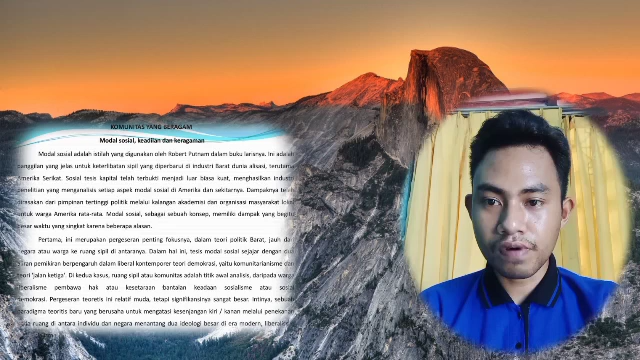 KOMUNITAS YANG BERAGAM
Modal sosial, keadilan dan keragaman
Modal sosial adalah istilah yang digunakan oleh Robert Putnam dalam buku larisnya. Ini adalah
panggilan yang jelas untuk keterlibatan sipil yang diperbarui di Industri Barat dunia alisasi, terutama
Amerika Serikat. Sosial tesis kapital telah terbukti menjadi luar biasa kuat, menghasilkan industri
penelitian yang menganalisis setiap aspek modal sosial di Amerika dan sekitarnya. Dampaknya telah
dirasakan dari pimpinan tertinggi politik melalui kalangan akademisi dan organisasi masyarakat lokal
untuk warga Amerika rata-rata. Modal sosial, sebagai sebuah konsep, memiliki dampak yang begitu
besar waktu yang singkat karena beberapa alasan.
Pertama, ini merupakan pergeseran penting fokusnya, dalam teori politik Barat, jauh dari
negara atau warga ke ruang sipil di antaranya. Dalam hal ini, tesis modal sosial sejajar dengan dua
aliran pemikiran berpengaruh dalam liberal kontemporer teori demokrasi, yaitu komunitarianisme dan
teori 'jalan ketiga'. Di kedua kasus, ruang sipil atau komunitas adalah titik awal analisis, daripada warga
liberalisme pembawa hak atau kesetaraan bantalan keadaan sosialisme atau sosial
demokrasi. Pergeseran teoretis ini relatif muda, tetapi signifikansinya sangat besar. Intinya, sebuah
paradigma teoritis baru yang berusaha untuk mengatasi kesenjangan kiri / kanan melalui penekanan
ruang di antara individu dan negara menantang dua ideologi besar di era modern, liberalisme